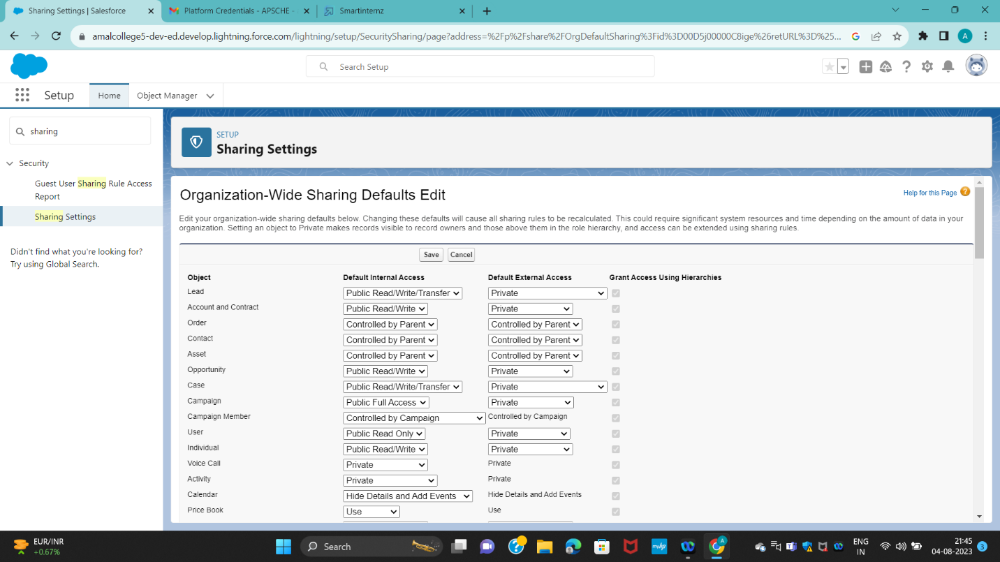 Sharing Settings | Salesforce
Platform Credentials - APSCHE -
Smartinternz
amalcollege5-dev-ed.develop.lightning.force.com/lightning/setup/SecuritySharing/page?address=%2Fp%2Fshare%2FOrgDefaultSharing%3Fid%3D00D5j00000C8ige%26retURL%3D%25...
A
Search Setup
Setup
Home
Object Manager
sharing
Security
Guest User Sharing Rule Access
Report
Sharing Settings
Didn't find what you're looking for?
Try using Global Search.
SETUP
Sharing Settings
Organization-Wide Sharing Defaults Edit
Help for this Page ?
Edit your organization-wide sharing defaults below. Changing these defaults will cause all sharing rules to be recalculated. This could require significant system resources and time depending on the amount of data in your
organization. Setting an object to Private makes records visible to record owners and those above them in the role hierarchy, and access can be extended using sharing rules.
Save Cancel
Object Default Internal Access Default External Access Grant Access Using Hierarchies
Lead Public Read/Write/Transfer Private
Account and Contract Public Read/Write Private
Order Controlled by Parent Controlled by Parent
Contact Controlled by Parent Controlled by Parent
Asset Controlled by Parent Controlled by Parent
Opportunity Public Read/Write Private
Case Public Read/Write/Transfer Private
Campaign Public Full Access Private
Campaign Member Controlled by Campaign Controlled by Campaign
User Public Read Only Private
Individual Public Read/Write Private
Voice Call Private Private
Activity Private Private
Calendar Hide Details and Add Events Hide Details and Add Events
Price Book Use Use
EUR/INR
+0.67%
Search
myhp
A
ENG
IN
21:45
04-08-2023
3